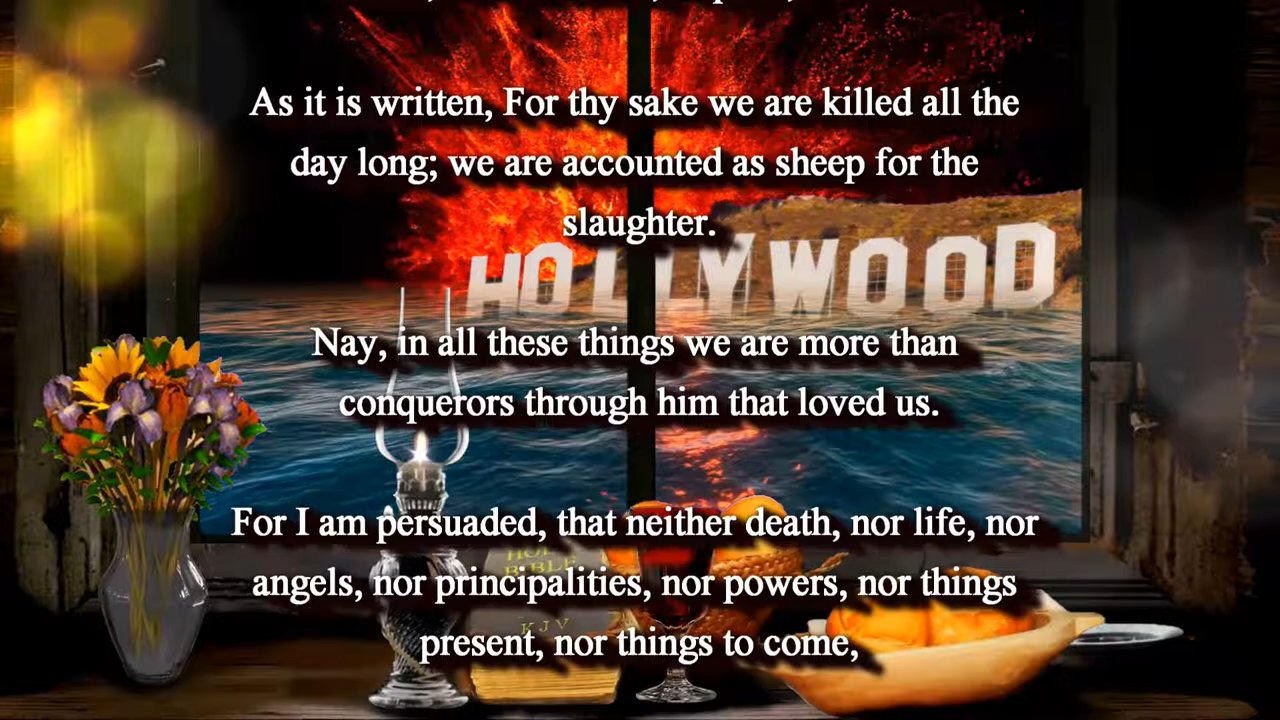 As it is written, For thy sake we are killed all the
day long; we are accounted as sheep for the
slaughter.
HOLLYWOOD
Nay, in all these things we are more than
conquerors through him that loved us.
For I am persuaded, that neither death, nor life, nor
HOLY
BIBLE
angels, nor principalities, nor powers, nor things
KJV
present, nor things to come,